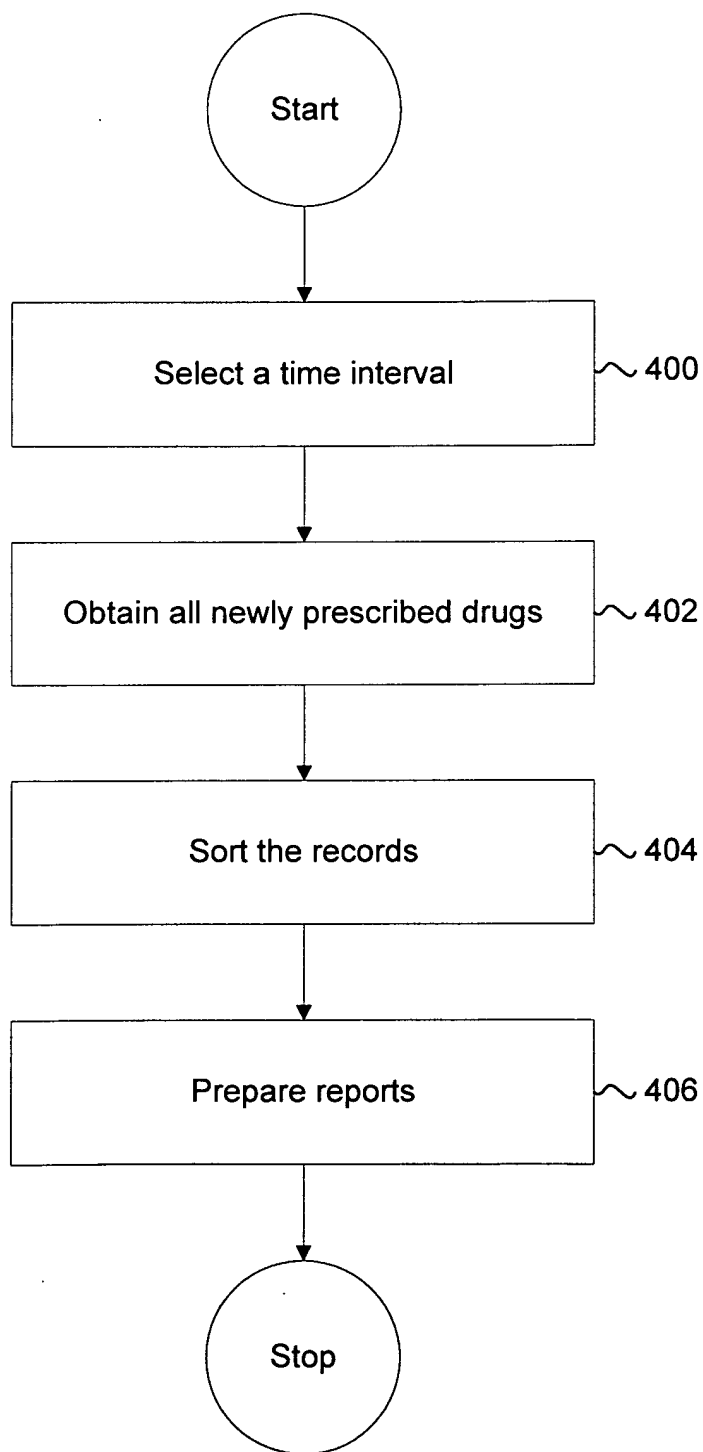 Start
Select a time interval
400
Obtain all newly prescribed drugs
402
Sort the records
404
Prepare reports
406
Stop